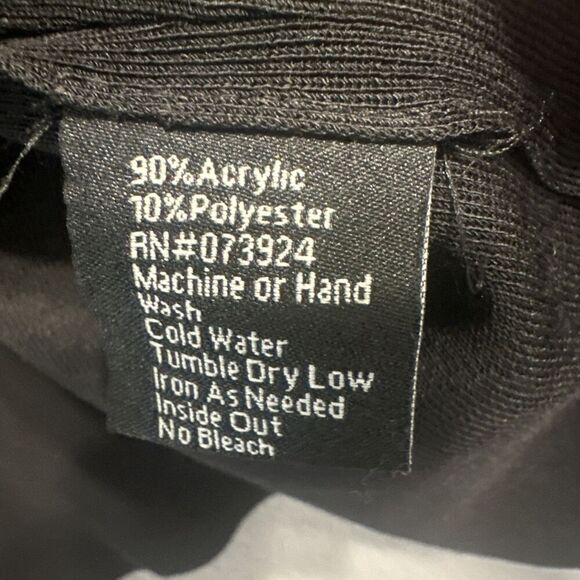 90%Acrylic
10%Polyester
RN#073924
Machine or Hand
Wash
Cold Water
Tumble Dry Low
Iron As Needed
Inside Out
No Bleach